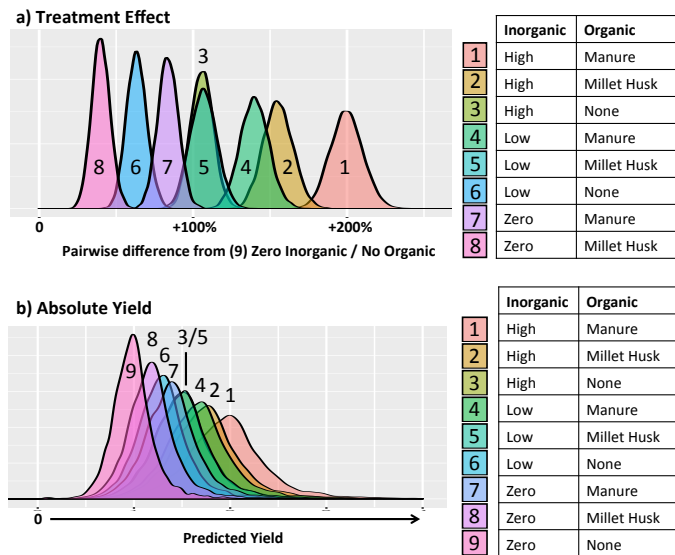 a) Treatment Effect
3
8 6 7 5 4 2 1
0 +100% +200%
Pairwise difference from (9) Zero Inorganic / No Organic
Inorganic Organic
1 High Manure
2 High Millet Husk
3 High None
4 Low Manure
5 Low Millet Husk
6 Low None
7 Zero Manure
8 Zero Millet Husk
b) Absolute Yield
3/5
8
6
9 7 4 2 1
0
Predicted Yield
Inorganic Organic
1 High Manure
2 High Millet Husk
3 High None
4 Low Manure
5 Low Millet Husk
6 Low None
7 Zero Manure
8 Zero Millet Husk
9 Zero None